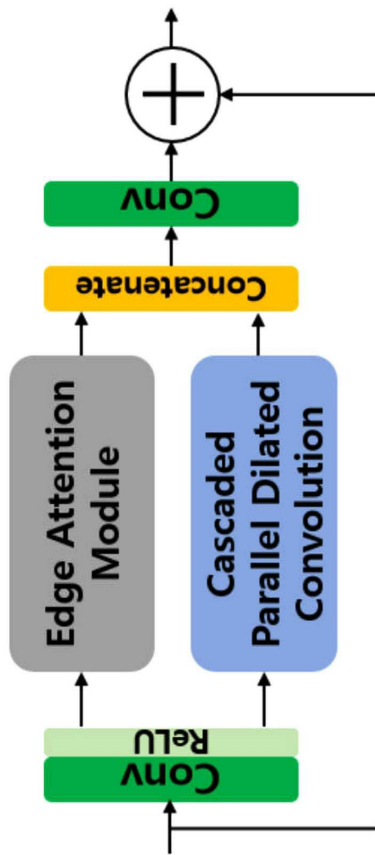 Conv
ReLU
Edge Attention
Module
Cascaded
Parallel Dilated
Convolution
Concatenate
Conv